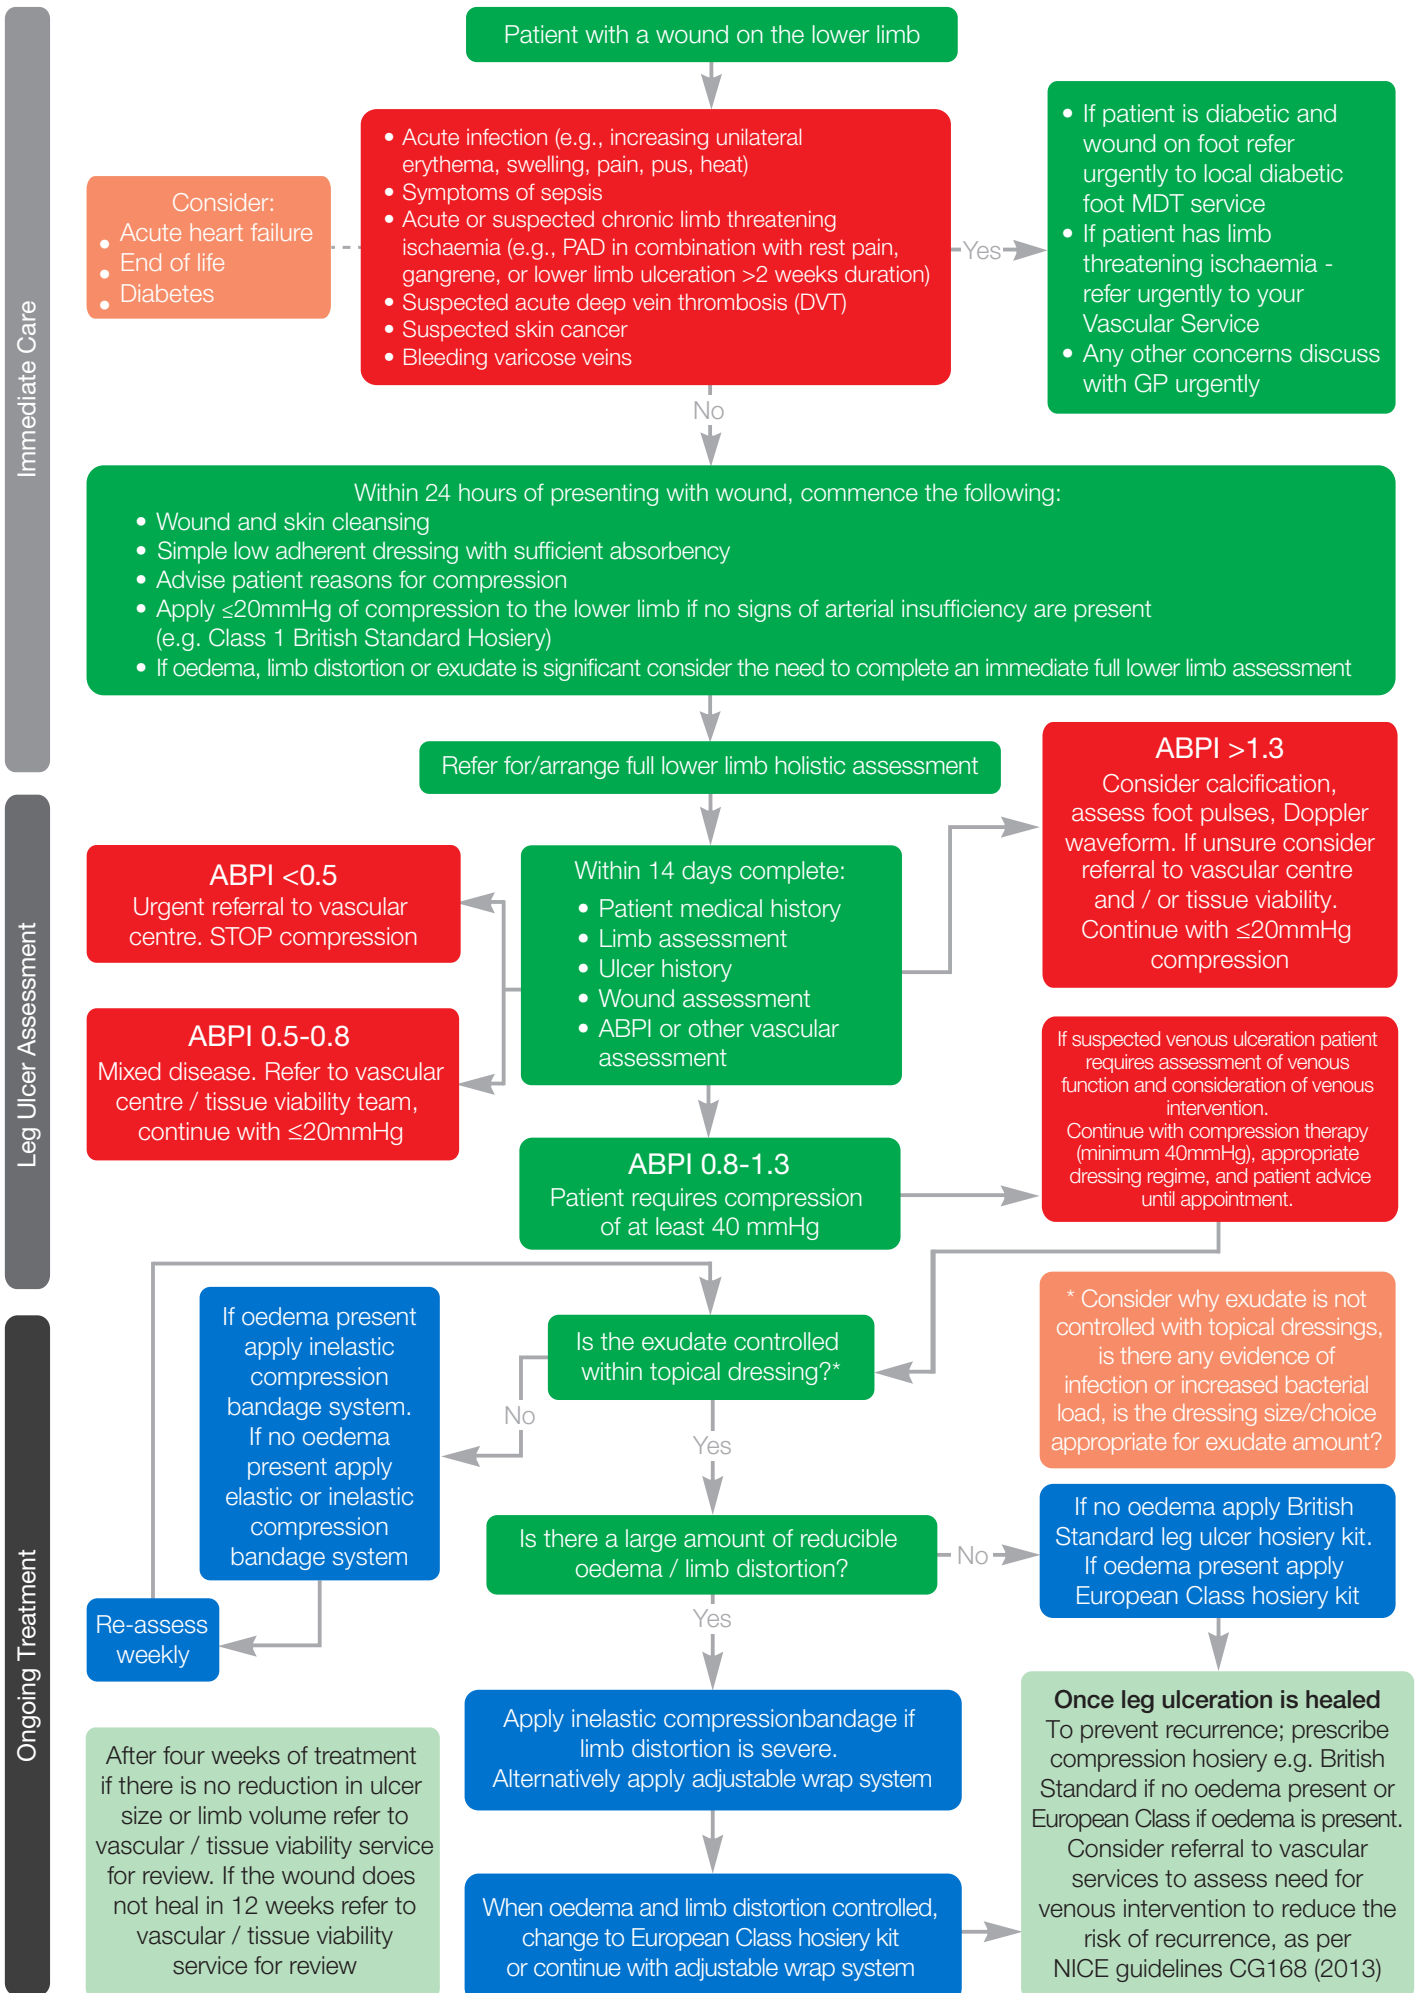 Immediate Care
Patient with a wound on the lower limb
Consider:
• Acute heart failure
• End of life
• Diabetes
• Acute infection (e.g., increasing unilateral
erythema, swelling, pain, pus, heat)
• Symptoms of sepsis
• Acute or suspected chronic limb threatening
ischaemia (e.g., PAD in combination with rest pain,
gangrene, or lower limb ulceration >2 weeks duration)
• Suspected acute deep vein thrombosis (DVT)
• Suspected skin cancer
• Bleeding varicose veins
Yes
• If patient is diabetic and
wound on foot refer
urgently to local diabetic
foot MDT service
• If patient has limb
threatening ischaemia -
refer urgently to your
Vascular Service
• Any other concerns discuss
with GP urgently
No
Within 24 hours of presenting with wound, commence the following:
• Wound and skin cleansing
• Simple low adherent dressing with sufficient absorbency
• Advise patient reasons for compression
• Apply ≤20mmHg of compression to the lower limb if no signs of arterial insufficiency are present
(e.g. Class 1 British Standard Hosiery)
• If oedema, limb distortion or exudate is significant consider the need to complete an immediate full lower limb assessment
Refer for/arrange full lower limb holistic assessment
Leg Ulcer Assessment
ABPI <0.5
Urgent referral to vascular
centre. STOP compression
ABPI 0.5-0.8
Mixed disease. Refer to vascular
centre / tissue viability team,
continue with ≤20mmHg
Within 14 days complete:
• Patient medical history
• Limb assessment
• Ulcer history
• Wound assessment
• ABPI or other vascular
assessment
ABPI >1.3
Consider calcification,
assess foot pulses, Doppler
waveform. If unsure consider
referral to vascular centre
and / or tissue viability.
Continue with ≤20mmHg
compression
ABPI 0.8-1.3
Patient requires compression
of at least 40 mmHg
If suspected venous ulceration patient
requires assessment of venous
function and consideration of venous
intervention.
Continue with compression therapy
(minimum 40mmHg), appropriate
dressing regime, and patient advice
until appointment.
Ongoing Treatment
Is the exudate controlled
within topical dressing?*
* Consider why exudate is not
controlled with topical dressings,
is there any evidence of
infection or increased bacterial
load, is the dressing size/choice
appropriate for exudate amount?
No
If oedema present
apply inelastic
compression
bandage system.
If no oedema
present apply
elastic or inelastic
compression
bandage system
Re-assess
weekly
Yes
Is there a large amount of reducible
oedema / limb distortion?
No
If no oedema apply British
Standard leg ulcer hosiery kit.
If oedema present apply
European Class hosiery kit
Yes
Apply inelastic compressionbandage if
limb distortion is severe.
Alternatively apply adjustable wrap system
When oedema and limb distortion controlled,
change to European Class hosiery kit
or continue with adjustable wrap system
Once leg ulceration is healed
To prevent recurrence; prescribe
compression hosiery e.g. British
Standard if no oedema present or
European Class if oedema is present.
Consider referral to vascular
services to assess need for
venous intervention to reduce the
risk of recurrence, as per
NICE guidelines CG168 (2013)
After four weeks of treatment
if there is no reduction in ulcer
size or limb volume refer to
vascular / tissue viability service
for review. If the wound does
not heal in 12 weeks refer to
vascular / tissue viability
service for review